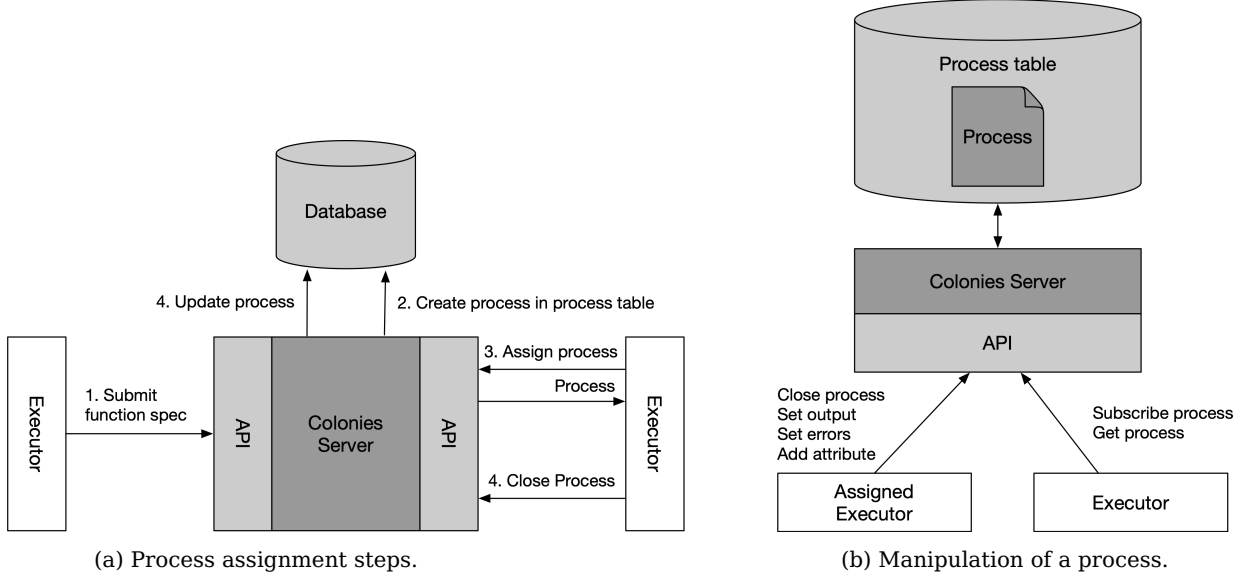 Database
4. Update process
2. Create process in process table
Executor
1. Submit
function spec
API
Colonies
Server
API
3. Assign process
Process
4. Close Process
Executor
(a) Process assignment steps.
Process table
Process
Colonies Server
API
Close process
Set output
Set errors
Add attribute
Subscribe process
Get process
Assigned
Executor
Executor
(b) Manipulation of a process.